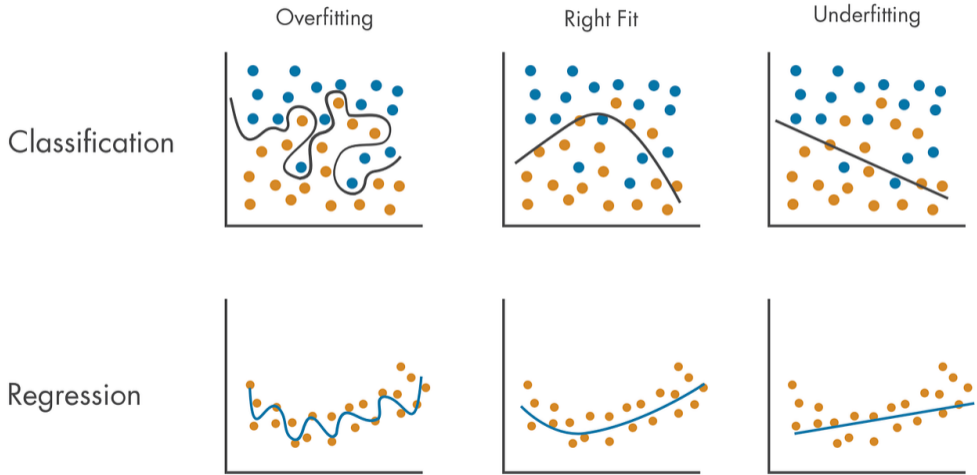 Overfitting
Right Fit
Underfitting
Classification
Regression